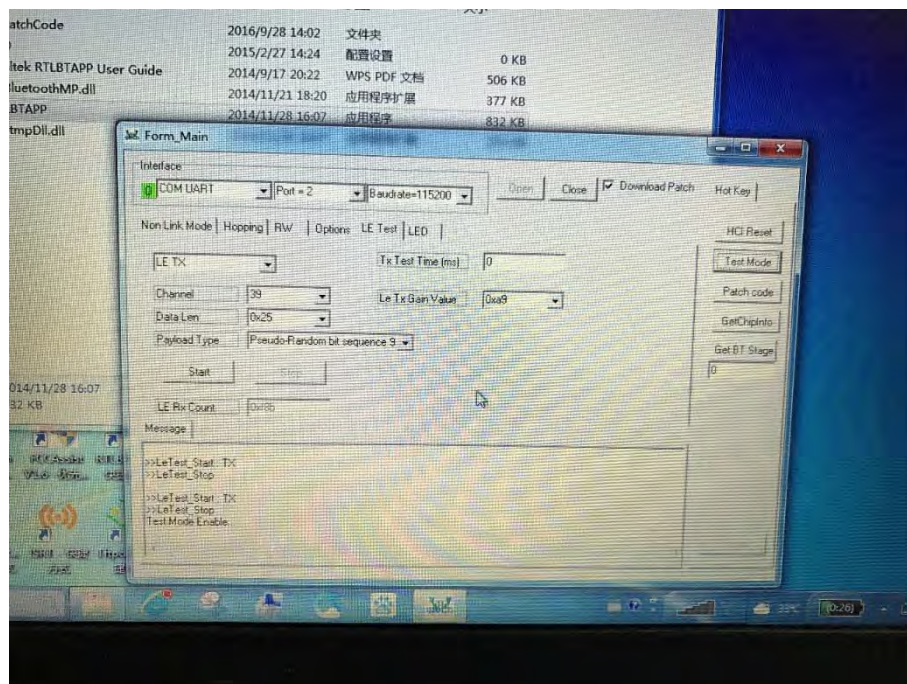 atchCode 2016/9/28 14:02 文件夹
2015/2/27 14:24 配置设置 0 KB
ltek RTLBTAPP User Guide 2014/9/17 20:22 WPS PDF 文档 506 KB
luetoothMP.dll 2014/11/21 18:20 应用程序扩展 377 KB
BTAPP 2014/11/28 16:07 应用程序 832 KB
tmpDll.dll
Form_Main
Interface
0 COM UART Port = 2 Baudrate=115200 Open Close Download Patch Hot Key
Non Link Mode Hopping RW Options LE Test LED HCI Reset
LE TX Tx Test Time (ms) 0 Test Mode
Channel 39 Le Tx Gain Value 0xa9 Patch code
Data Len 0x25 GetChipInfo
Payload Type Pseudo-Random bit sequence 9 Get BT Stage
Start Stop 0
014/11/28 16:07
32 KB
LE Rx Count
Message
>>LeTest_Start : TX
>>LeTest_Stop
>>LeTest_Start : TX
>>LeTest_Stop
Test Mode Enable
33%